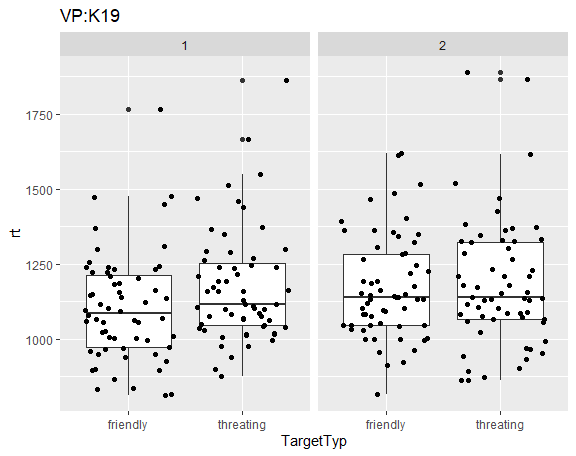 VP:K19
1 2
1750
1500
1250
1000
rt
friendly threating friendly threating
TargetTyp